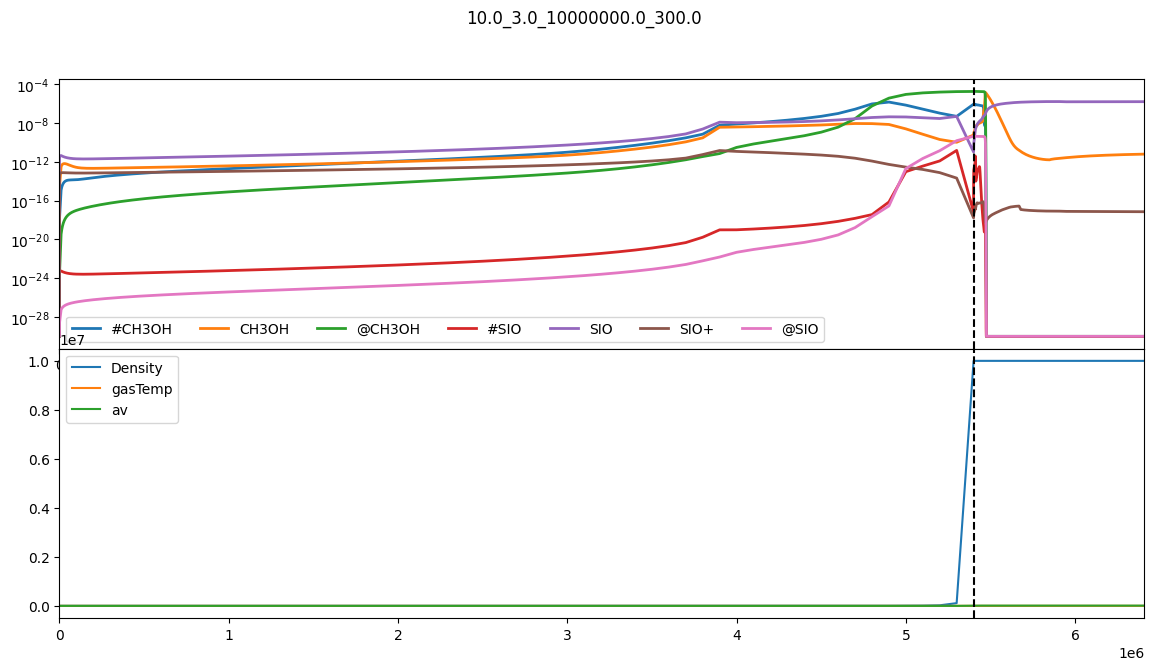 10.0_3.0_10000000.0_300.0
10^{-4}
10^{-8}
10^{-12}
10^{-16}
10^{-20}
10^{-24}
10^{-28}
#CH3OH CH3OH @CH3OH #SIO SIO SIO+ @SIO
1e7
1.0
0.8
0.6
0.4
0.2
0.0
Density
gasTemp
av
0 1 2 3 4 5 6
1e6